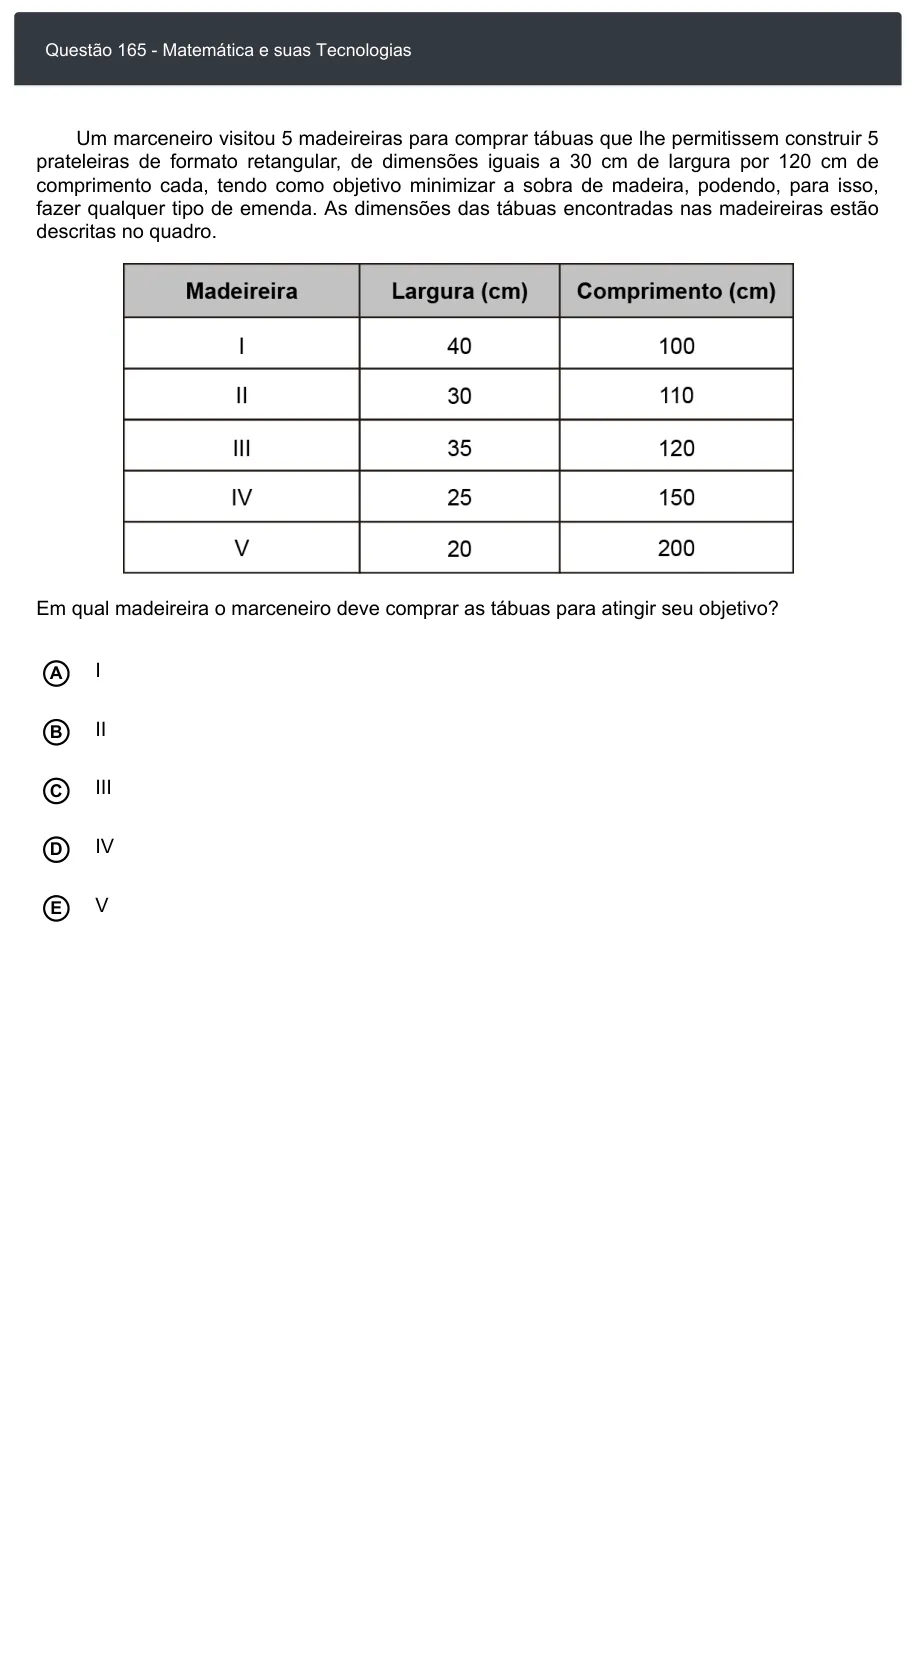 Questão 165 - Matemática e suas Tecnologias
Um marceneiro visitou 5 madeireiras para comprar tábuas que lhe permitissem construir 5
prateleiras de formato retangular, de dimensões iguais a 30 cm de largura por 120 cm de
comprimento cada, tendo como objetivo minimizar a sobra de madeira, podendo, para isso,
fazer qualquer tipo de emenda. As dimensões das tábuas encontradas nas madeireiras estão
descritas no quadro.
Madeireira Largura (cm) Comprimento (cm)
I 40 100
II 30 110
III 35 120
IV 25 150
V 20 200
Em qual madeireira o marceneiro deve comprar as tábuas para atingir seu objetivo?
A I
B II
C III
D IV
E V